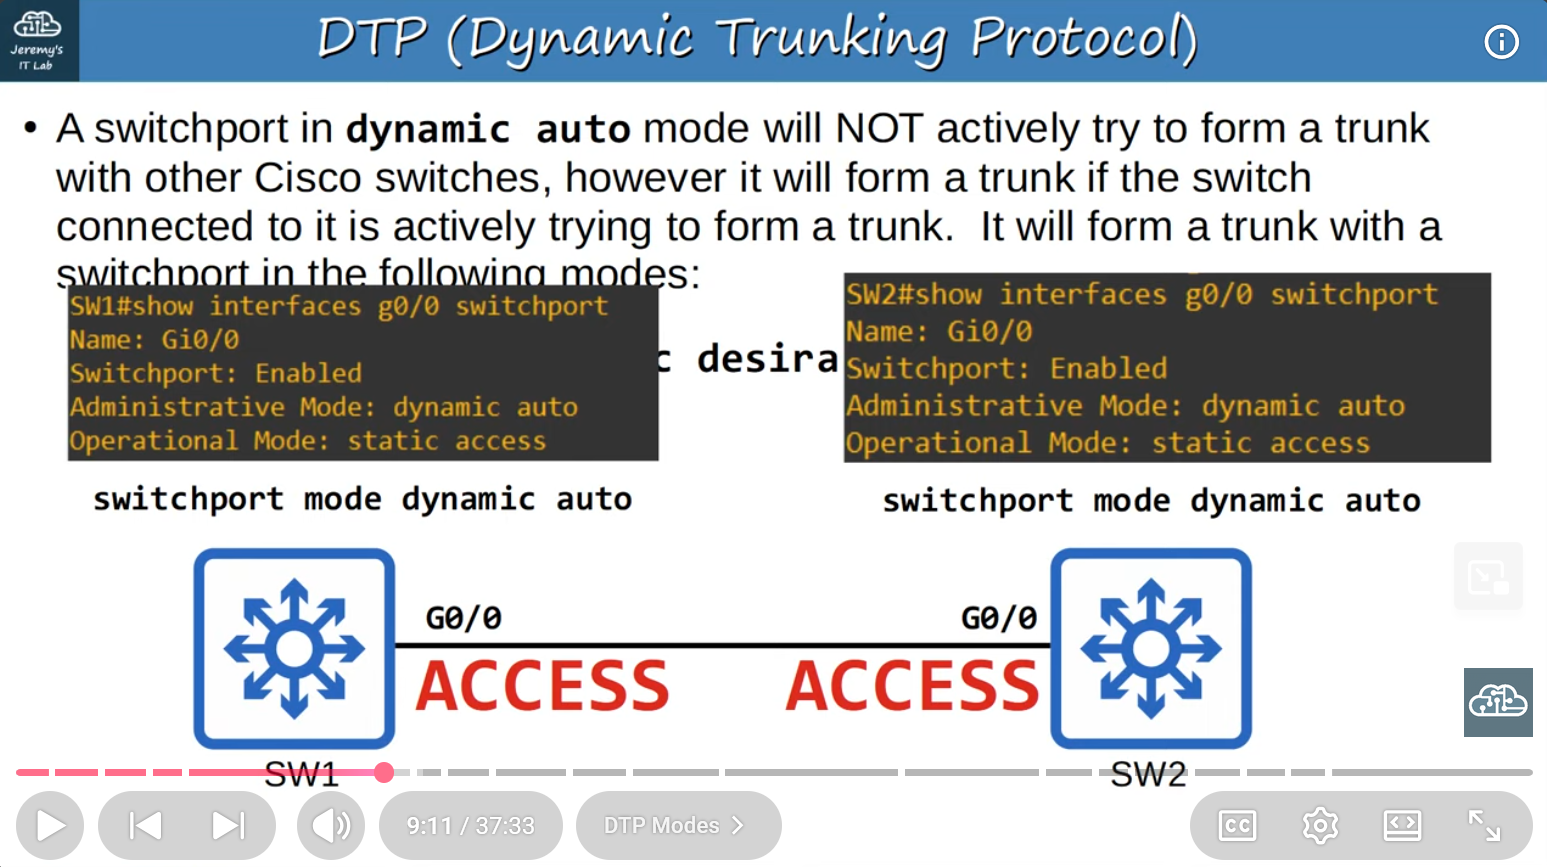 Jeremy's
IT Lab
DTP (Dynamic Trunking Protocol)
• A switchport in dynamic auto mode will NOT actively try to form a trunk
with other Cisco switches, however it will form a trunk if the switch
connected to it is actively trying to form a trunk.  It will form a trunk with a
switchport in the following modes:
c desira
SW1#show interfaces g0/0 switchport
Name: Gi0/0
Switchport: Enabled
Administrative Mode: dynamic auto
Operational Mode: static access
SW2#show interfaces g0/0 switchport
Name: Gi0/0
Switchport: Enabled
Administrative Mode: dynamic auto
Operational Mode: static access
switchport mode dynamic auto
switchport mode dynamic auto
G0/0
G0/0
ACCESS
ACCESS
SW1
SW2
9:11 / 37:33
DTP Modes
CC